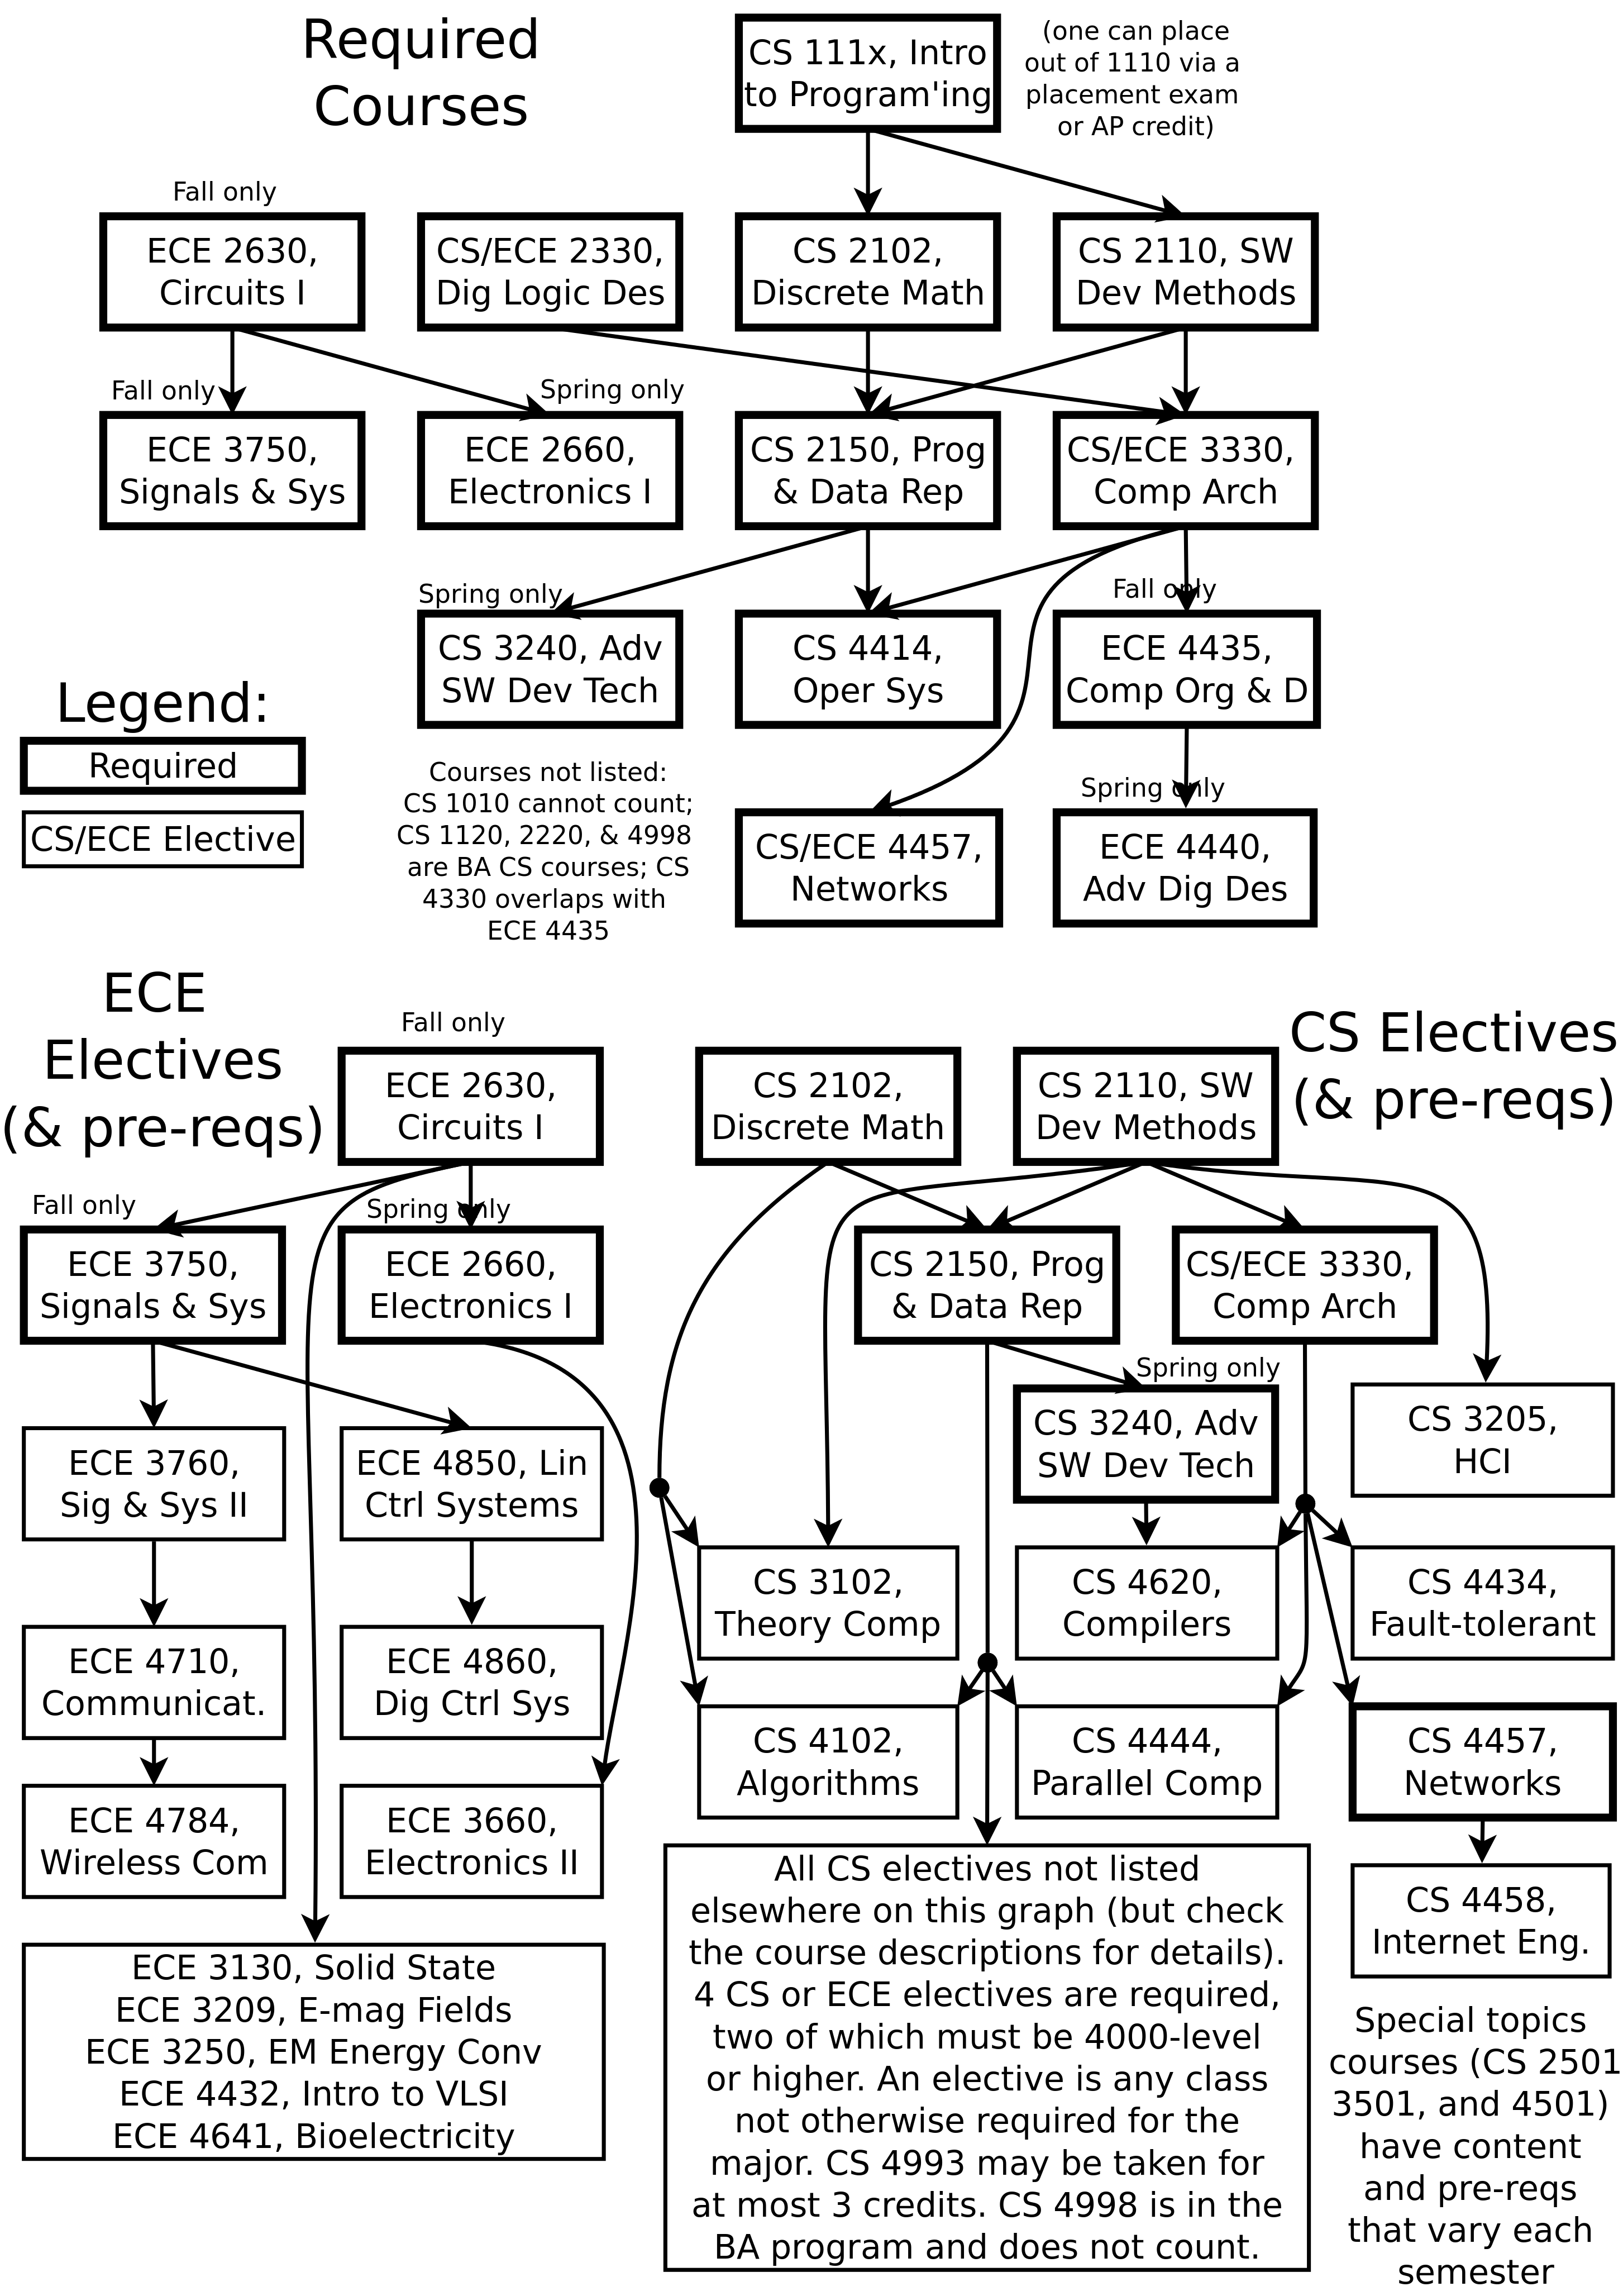 Required
Courses
CS 111x, Intro
to Program'ing
(one can place
out of 1110 via a
placement exam
or AP credit)
Fall only
ECE 2630,
Circuits I
CS/ECE 2330,
Dig Logic Des
CS 2102,
Discrete Math
CS 2110, SW
Dev Methods
Fall only
ECE 3750,
Signals & Sys
Spring only
ECE 2660,
Electronics I
CS 2150, Prog
& Data Rep
CS/ECE 3330,
Comp Arch
Spring only
CS 3240, Adv
SW Dev Tech
CS 4414,
Oper Sys
Fall only
ECE 4435,
Comp Org & D
Legend:
Required
CS/ECE Elective
Courses not listed:
CS 1010 cannot count;
CS 1120, 2220, & 4998
are BA CS courses; CS
4330 overlaps with
ECE 4435
CS/ECE 4457,
Networks
Spring only
ECE 4440,
Adv Dig Des
ECE
Electives
(& pre-reqs)
Fall only
ECE 2630,
Circuits I
CS 2102,
Discrete Math
CS 2110, SW
Dev Methods
CS Electives
(& pre-reqs)
Fall only
ECE 3750,
Signals & Sys
Spring only
ECE 2660,
Electronics I
CS 2150, Prog
& Data Rep
CS/ECE 3330,
Comp Arch
ECE 3760,
Sig & Sys II
ECE 4850, Lin
Ctrl Systems
Spring only
CS 3240, Adv
SW Dev Tech
CS 3205,
HCI
ECE 4710,
Communicat.
ECE 4860,
Dig Ctrl Sys
CS 3102,
Theory Comp
CS 4620,
Compilers
CS 4434,
Fault-tolerant
ECE 4784,
Wireless Com
ECE 3660,
Electronics II
CS 4102,
Algorithms
CS 4444,
Parallel Comp
CS 4457,
Networks
CS 4458,
Internet Eng.
ECE 3130, Solid State
ECE 3209, E-mag Fields
ECE 3250, EM Energy Conv
ECE 4432, Intro to VLSI
ECE 4641, Bioelectricity
All CS electives not listed
elsewhere on this graph (but check
the course descriptions for details).
4 CS or ECE electives are required,
two of which must be 4000-level
or higher. An elective is any class
not otherwise required for the
major. CS 4993 may be taken for
at most 3 credits. CS 4998 is in the
BA program and does not count.
Special topics
courses (CS 2501
3501, and 4501)
have content
and pre-reqs
that vary each
semester